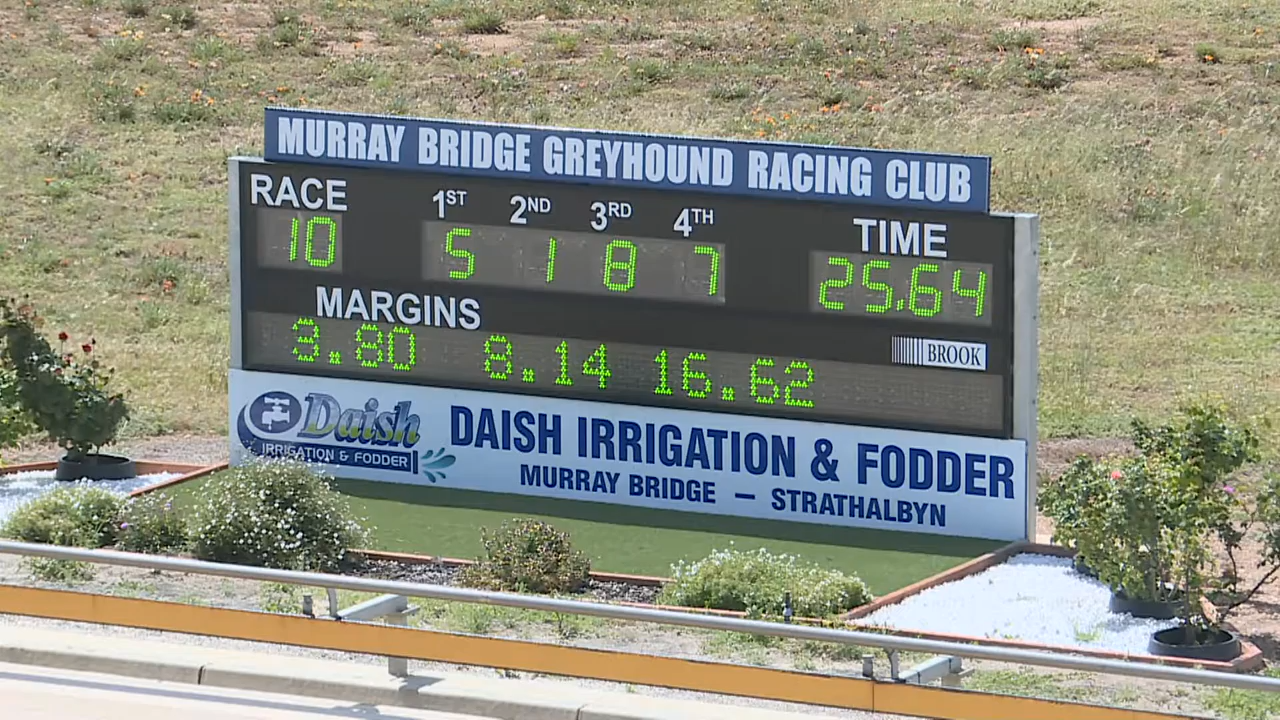 MURRAY BRIDGE GREYHOUND RACING CLUB
RACE 1ST 2ND 3RD 4TH TIME
10 5 1 8 7 25.64
MARGINS
3.80 8.14 16.62
BROOK
Daish
IRRIGATION & FODDER
DAISH IRRIGATION & FODDER
MURRAY BRIDGE – STRATHALBYN